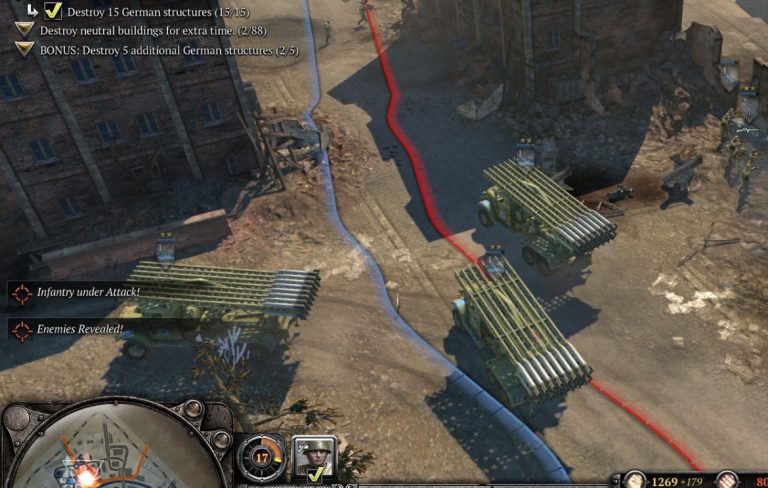 Destroy 15 German structures (15/15)
Destroy neutral buildings for extra time. (2/88)
BONUS: Destroy 5 additional German structures (2/5)
Infantry under Attack!
Enemies Revealed!
17
1269 +179
80